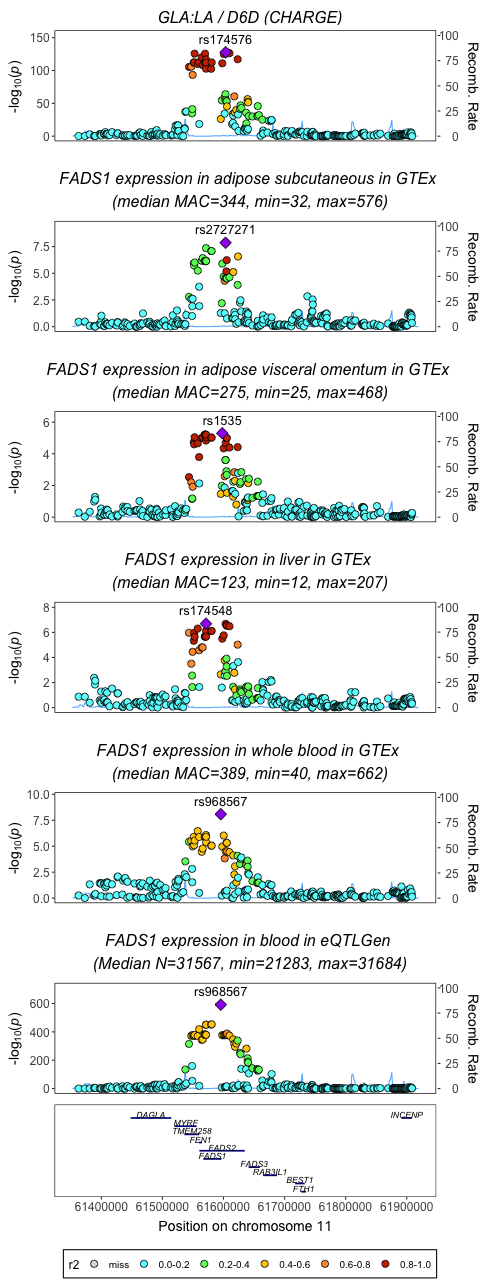 GLA:LA / D6D (CHARGE)
rs174576
150
100
50
0
-log10(p)
100
75
50
25
0
Recomb. Rate
FADS1 expression in adipose subcutaneous in GTEx
(median MAC=344, min=32, max=576)
rs2727271
7.5
5.0
2.5
0.0
-log10(p)
100
75
50
25
0
Recomb. Rate
FADS1 expression in adipose visceral omentum in GTEx
(median MAC=275, min=25, max=468)
rs1535
6
4
2
0
-log10(p)
100
75
50
25
0
Recomb. Rate
FADS1 expression in liver in GTEx
(median MAC=123, min=12, max=207)
rs174548
8
6
4
2
0
-log10(p)
100
75
50
25
0
Recomb. Rate
FADS1 expression in whole blood in GTEx
(median MAC=389, min=40, max=662)
rs968567
10.0
7.5
5.0
2.5
0.0
-log10(p)
100
75
50
25
0
Recomb. Rate
FADS1 expression in blood in eQTLGen
(Median N=31567, min=21283, max=31684)
rs968567
600
400
200
0
-log10(p)
100
75
50
25
0
Recomb. Rate
DAGLA INCENP
MYRF
TMEM258
FEN1
FADS2
FADS1
FADS3
RAB3IL1
BEST1
FTH1
61400000 61500000 61600000 61700000 61800000 61900000
Position on chromosome 11
r2 miss 0.0-0.2 0.2-0.4 0.4-0.6 0.6-0.8 0.8-1.0